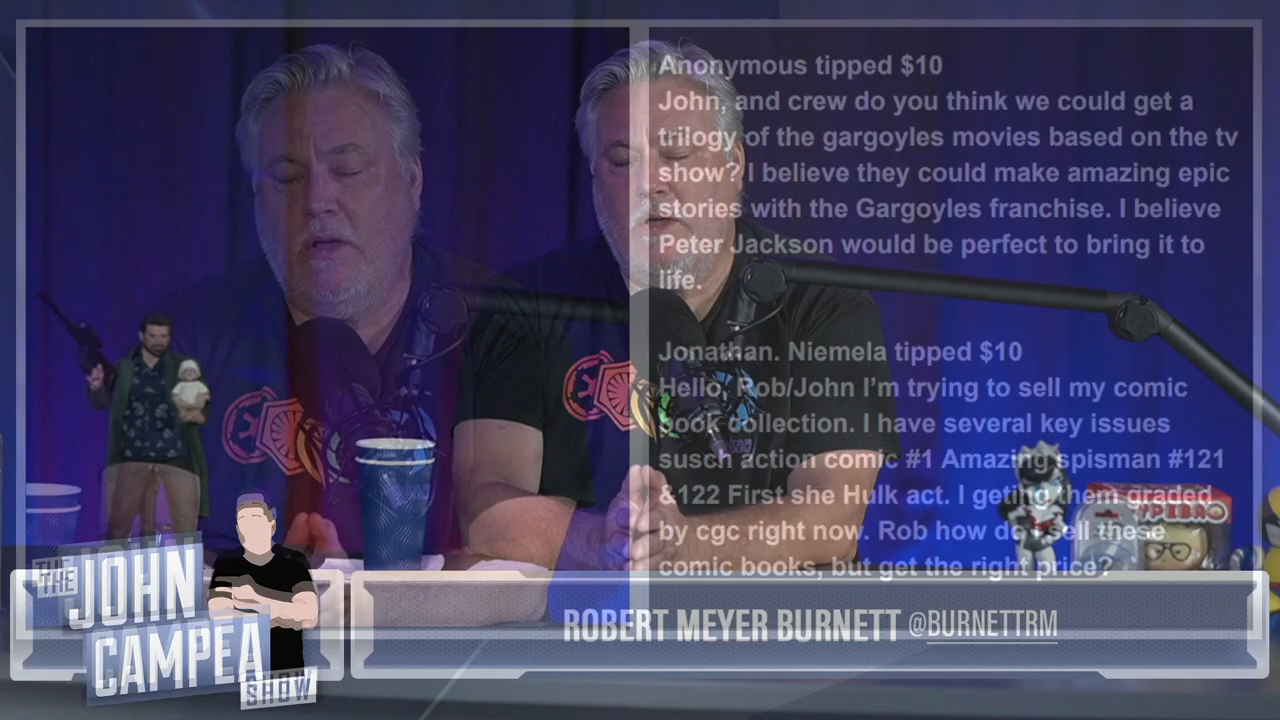 Anonymous tipped $10
John, and crew do you think we could get a
trilogy of the gargoyles movies based on the tv
show? I believe they could make amazing epic
stories with the Gargoyles franchise. I believe
Peter Jackson would be perfect to bring it to
life.
Jonathan. Niemela tipped $10
Hello, Rob/John I’m trying to sell my comic
book collection. I have several key issues
susch action comic #1 Amazing spisman #121
&122 First she Hulk act. I geting them graded
by cgc right now. Rob how do I sell these
comic books, but get the right price?
THE
JOHN
CAMPEA
SHOW
ROBERT MEYER BURNETT @BURNETTRM